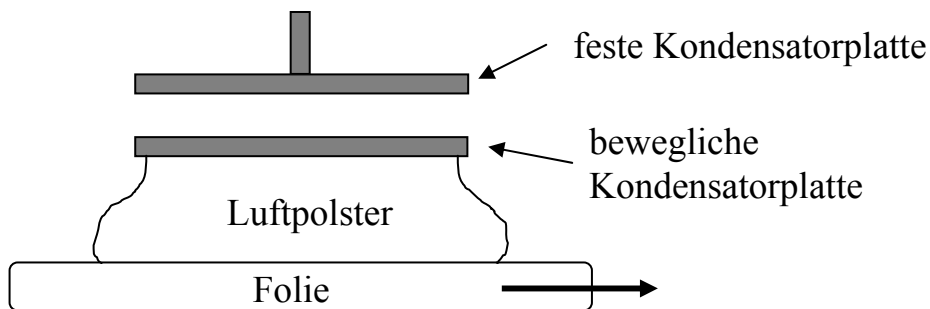 feste Kondensatorplatte
bewegliche
Kondensatorplatte
Luftpolster
Folie